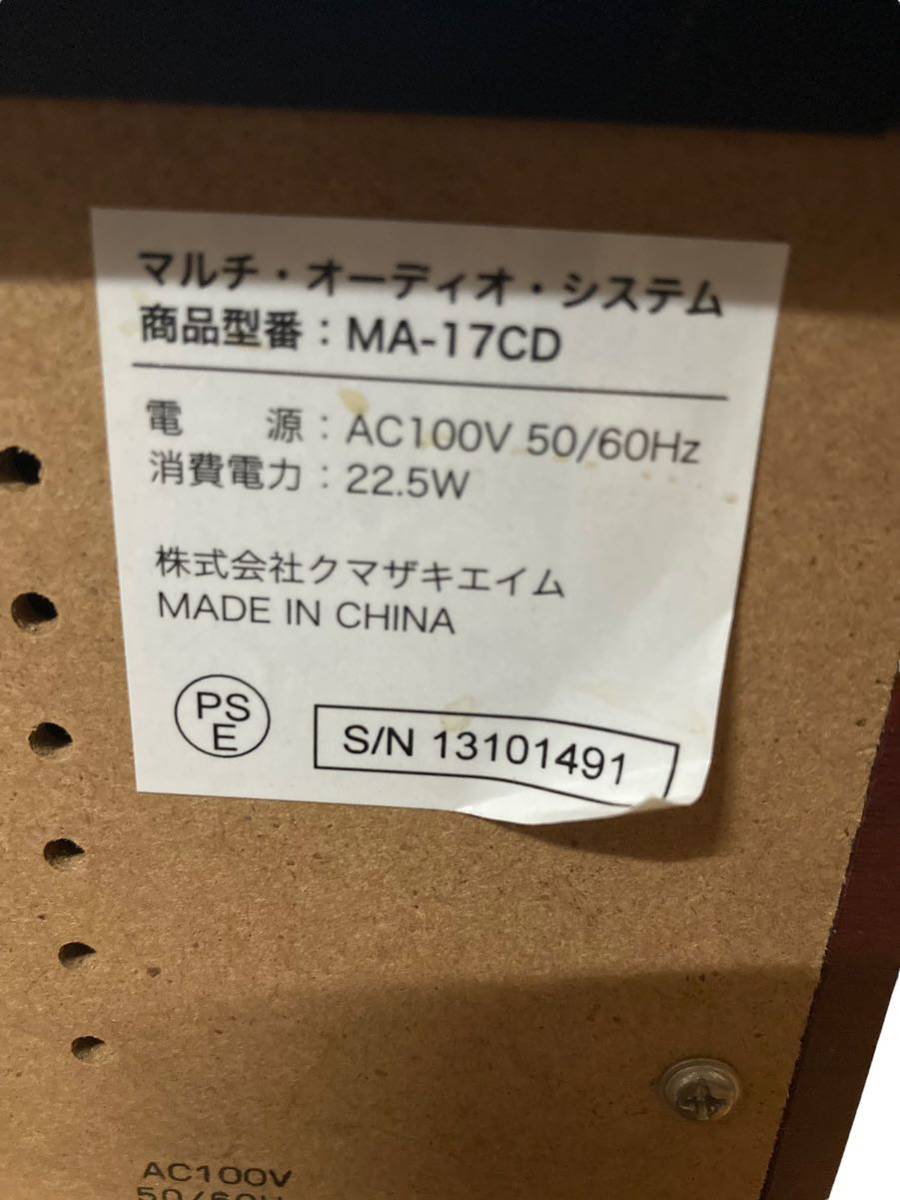 マルチ・オーディオ・システム
商品型番：MA-17CD
電　　源：AC100V 50/60Hz
消費電力：22.5W
株式会社クマザキエイム
MADE IN CHINA
PS
E
S/N 13101491
AC100V
50/60H